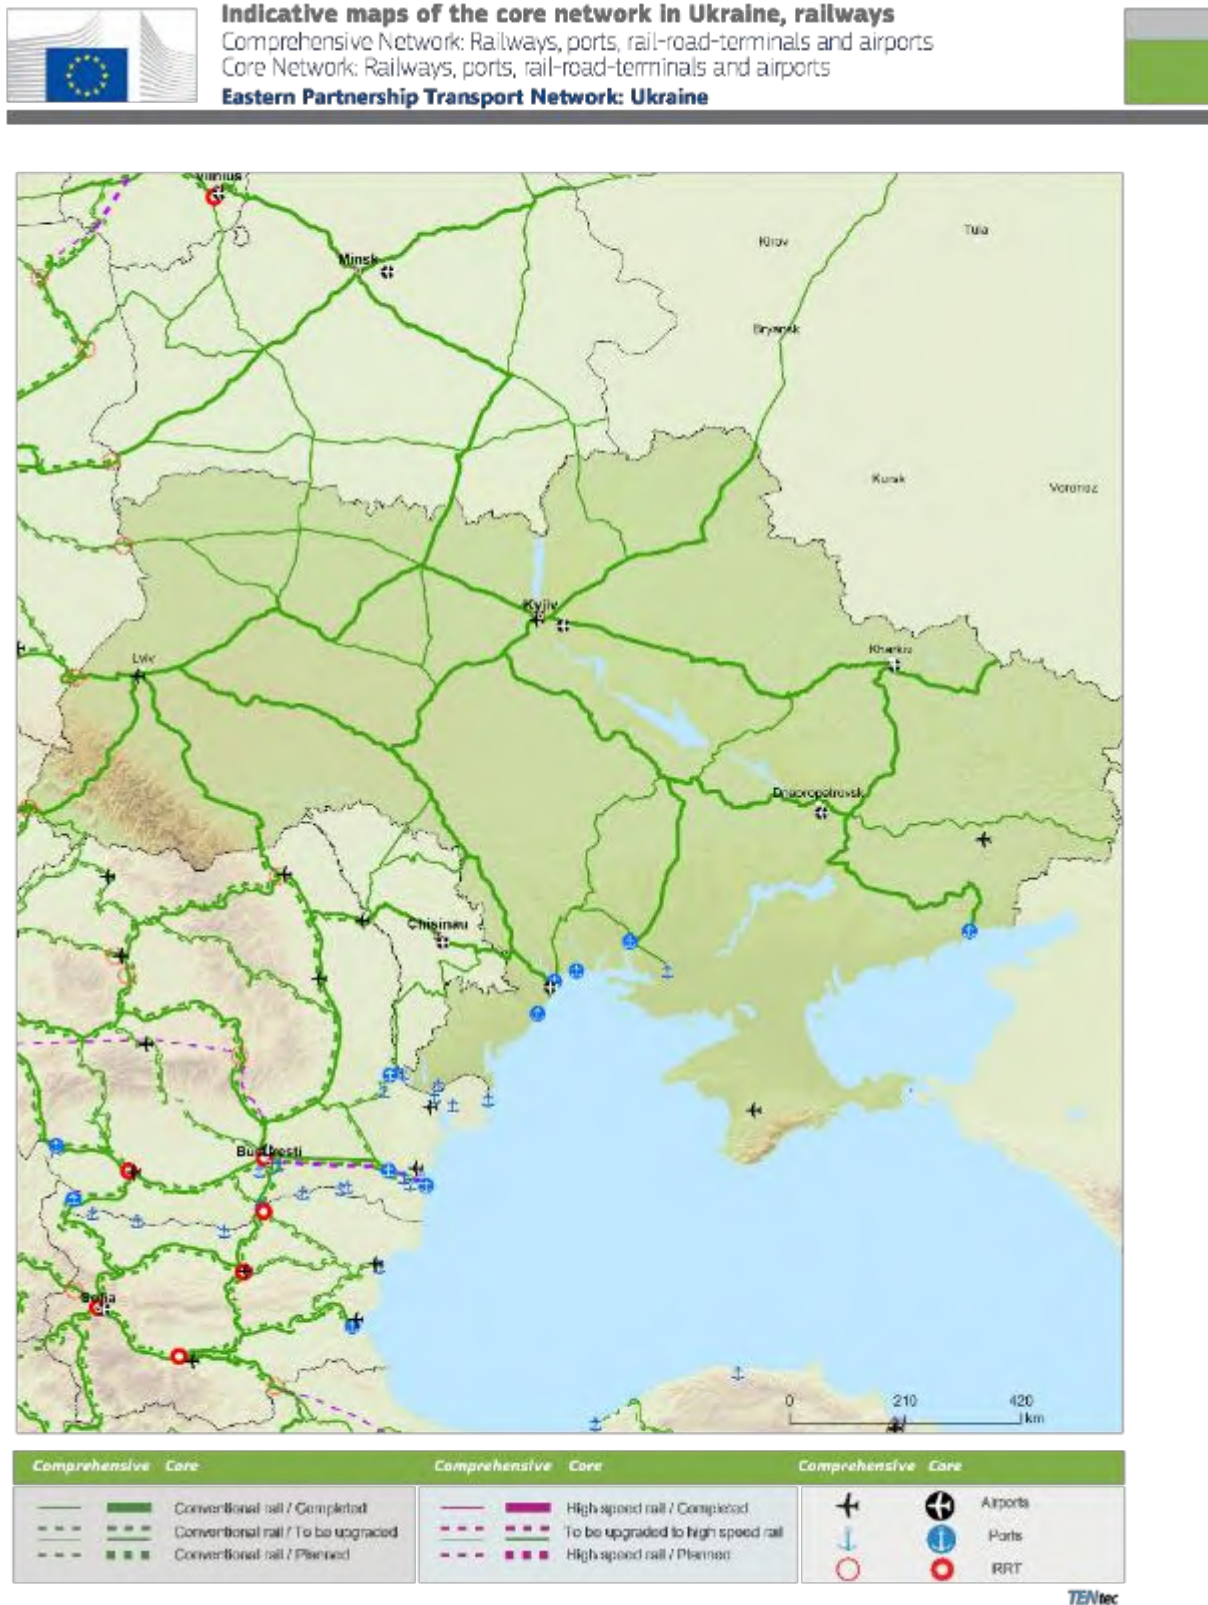 Indicative maps of the core network in Ukraine, railways
Comprehensive Network: Railways, ports, rail-road-terminals and airports
Core Network: Railways, ports, rail-road-terminals and airports
Eastern Partnership Transport Network: Ukraine
Vilnius
Tula
Kirov
Minsk
Bryansk
Kursk
Voronez
Kyjiv
Kharkiv
Lviv
Dnepropetrovsk
Chisinau
Bucuresti
Sofia
0 210 420
km
Comprehensive Core Comprehensive Core Comprehensive Core
Conventional rail / Completed High speed rail / Completed Airports
Conventional rail / To be upgraded To be upgraded to high speed rail Ports
Conventional rail / Planned High speed rail / Planned RRT
TENtec